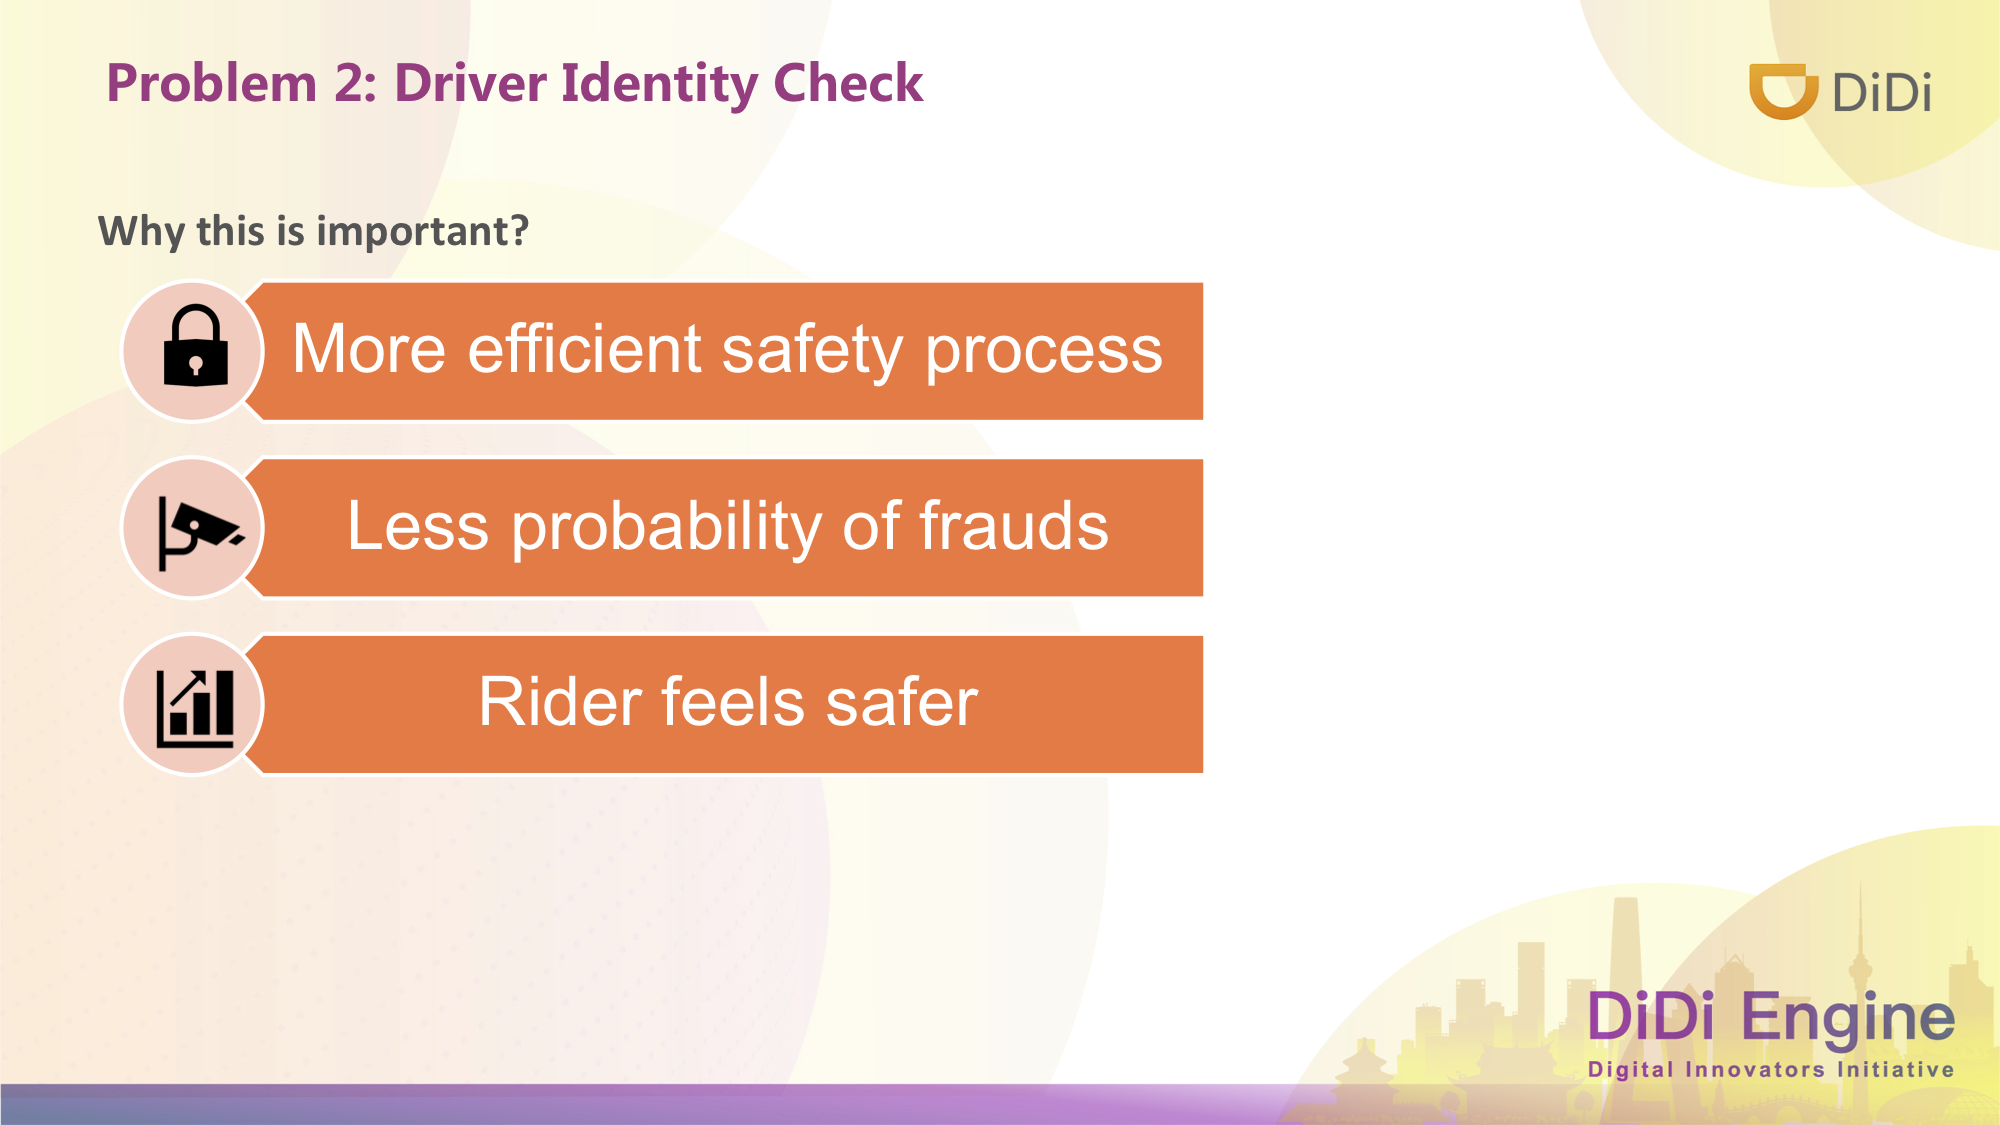 Problem 2: Driver Identity Check
DiDi
Why this is important?
More efficient safety process
Less probability of frauds
Rider feels safer
DiDi Engine
Digital Innovators Initiative